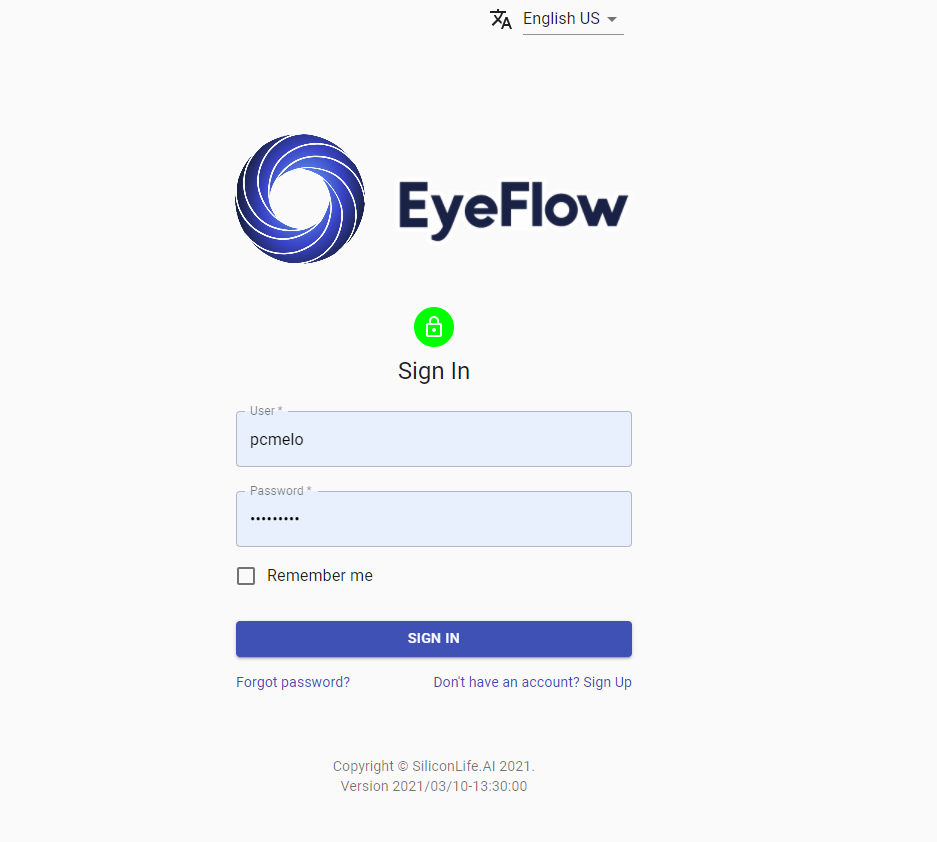 English US
EyeFlow
Sign In
User *
pcmelo
Password *
•••••••••
Remember me
SIGN IN
Forgot password?
Don't have an account? Sign Up
Copyright © SiliconLife.AI 2021.
Version 2021/03/10-13:30:00